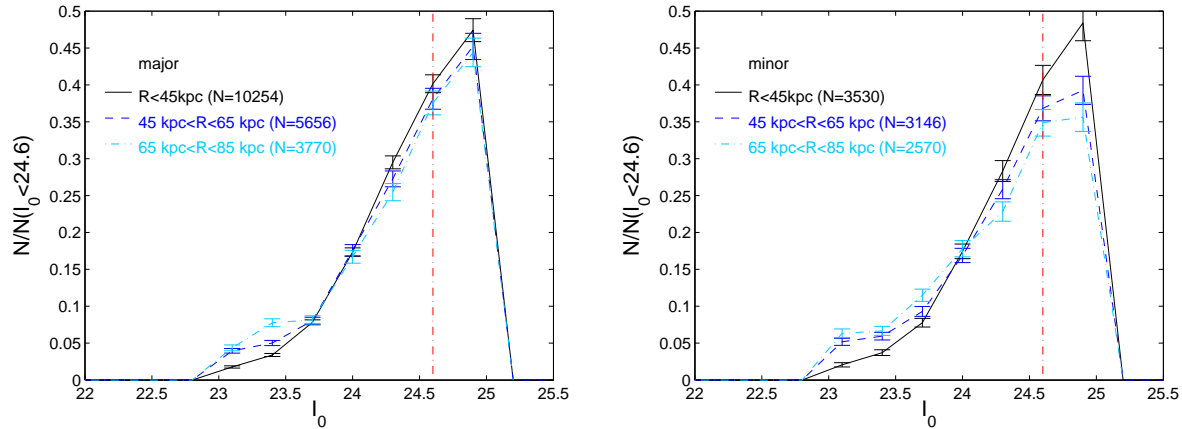 0.5
0.45
0.4
0.35
0.3
0.25
0.2
0.15
0.1
0.05
0
N/N(I_0<24.6)
major
R<45kpc (N=10254)
45 kpc<R<65 kpc (N=5656)
65 kpc<R<85 kpc (N=3770)
22 22.5 23 23.5 24 24.5 25 25.5
I_0
0.5
0.45
0.4
0.35
0.3
0.25
0.2
0.15
0.1
0.05
0
N/N(I_0<24.6)
minor
R<45kpc (N=3530)
45 kpc<R<65 kpc (N=3146)
65 kpc<R<85 kpc (N=2570)
22 22.5 23 23.5 24 24.5 25 25.5
I_0